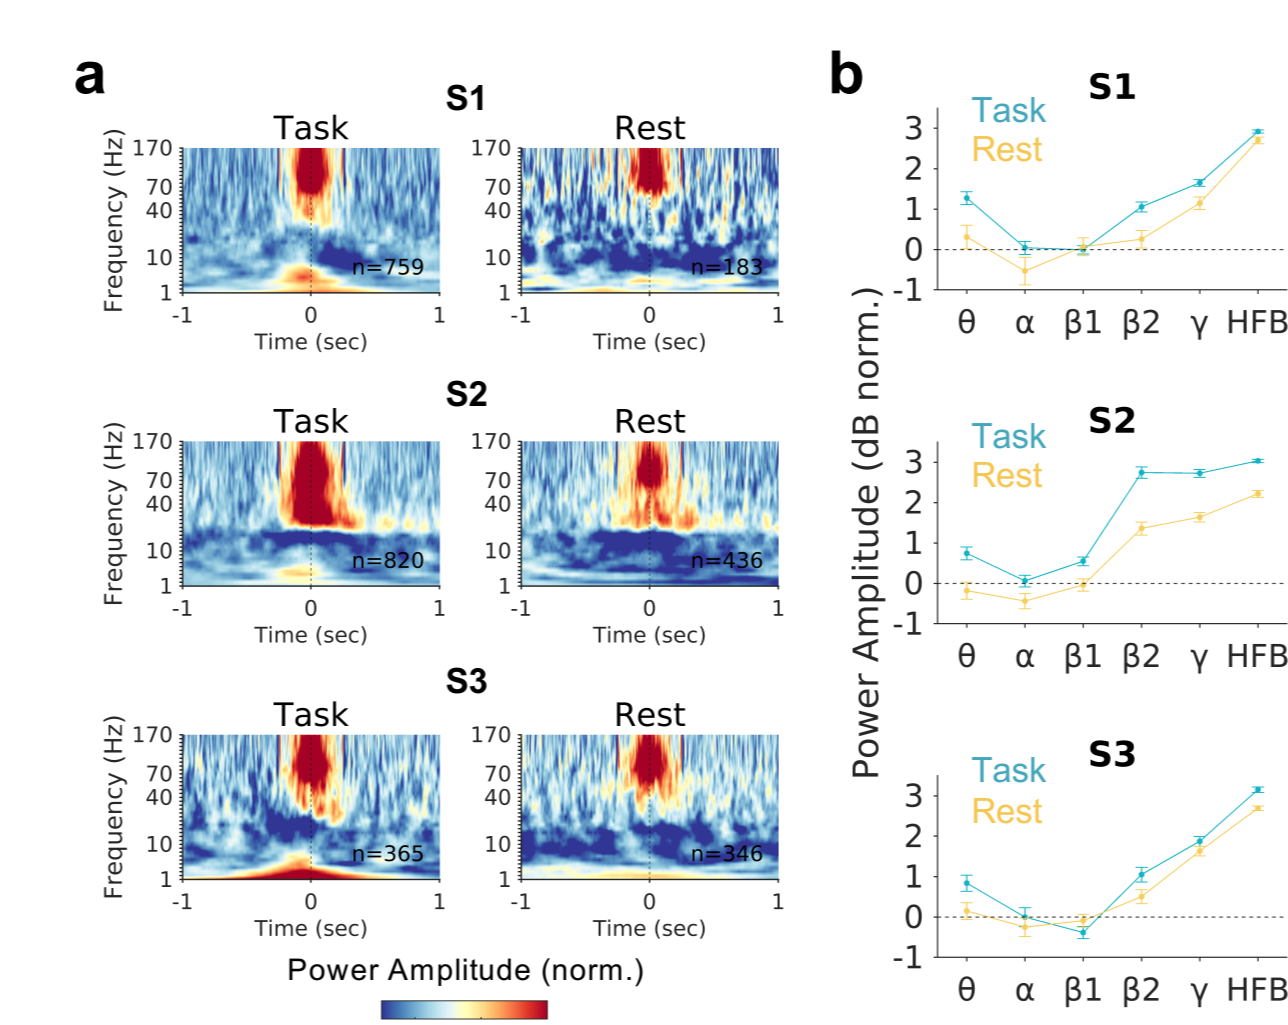 a
S1
Task
Rest
Frequency (Hz)
170
70
40
10
1
n=759
-1
0
1
Time (sec)
170
70
40
10
1
n=183
-1
0
1
Time (sec)
S2
Task
Rest
Frequency (Hz)
170
70
40
10
1
n=820
-1
0
1
Time (sec)
170
70
40
10
1
n=436
-1
0
1
Time (sec)
S3
Task
Rest
Frequency (Hz)
170
70
40
10
1
n=365
-1
0
1
Time (sec)
170
70
40
10
1
n=346
-1
0
1
Time (sec)
Power Amplitude (norm.)
b
Power Amplitude (dB norm.)
S1
Task
Rest
3
2
1
0
-1
θ α β1 β2 γ HFB
S2
Task
Rest
3
2
1
0
-1
θ α β1 β2 γ HFB
S3
Task
Rest
3
2
1
0
-1
θ α β1 β2 γ HFB